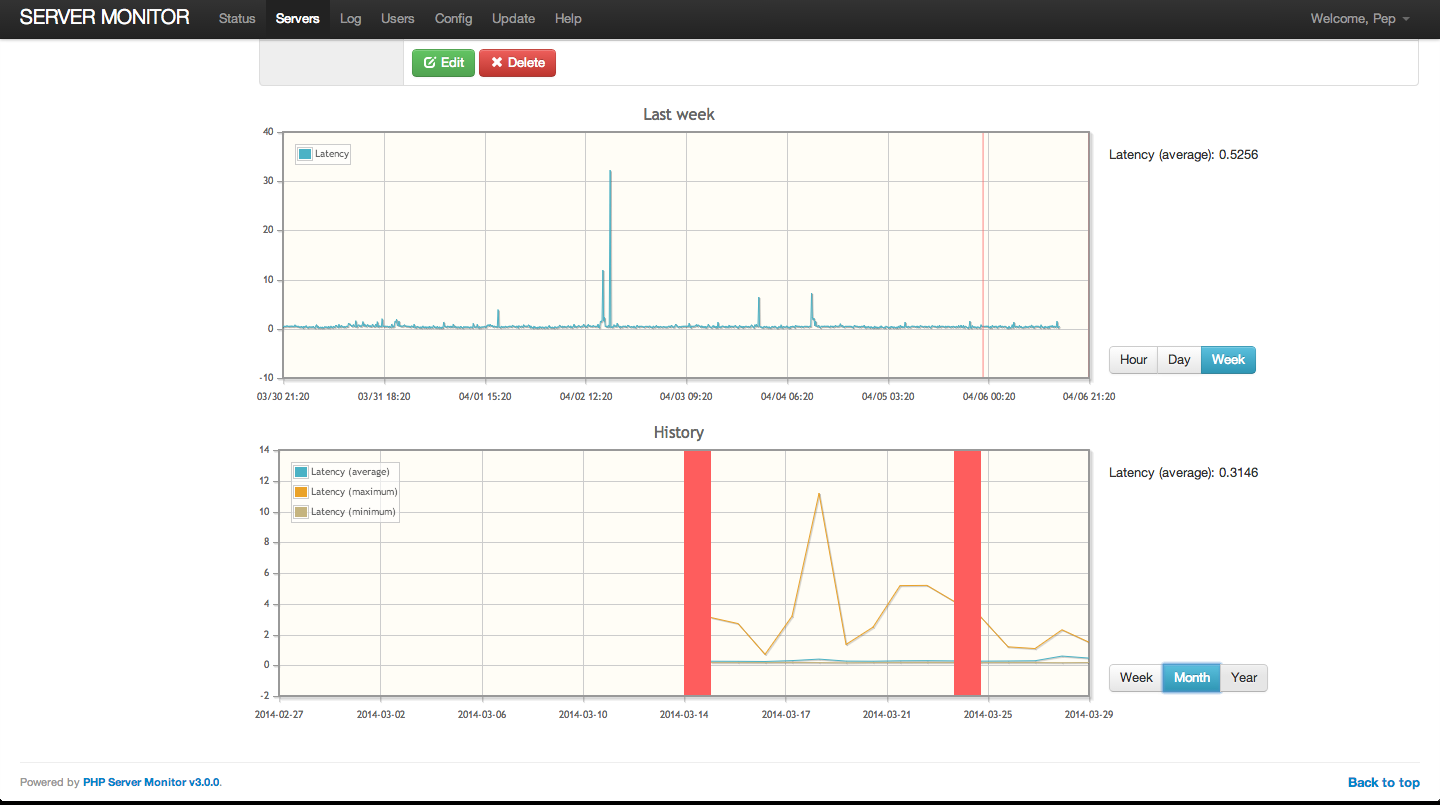 SERVER MONITOR Status Servers Log Users Config Update Help Welcome, Pep
Edit Delete
Last week
40
30
20
10
0
-10
Latency
Latency (average): 0.5256
Hour Day Week
03/30 21:20 03/31 18:20 04/01 15:20 04/02 12:20 04/03 09:20 04/04 06:20 04/05 03:20 04/06 00:20 04/06 21:20
History
14
12
10
8
6
4
2
0
-2
Latency (average)
Latency (maximum)
Latency (minimum)
Latency (average): 0.3146
Week Month Year
2014-02-27 2014-03-02 2014-03-06 2014-03-10 2014-03-14 2014-03-17 2014-03-21 2014-03-25 2014-03-29
Powered by PHP Server Monitor v3.0.0. Back to top